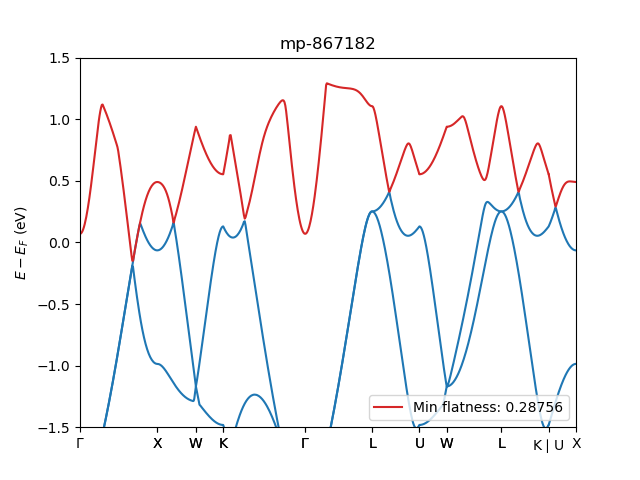 mp-867182
E − E_F (eV)
1.5
1.0
0.5
0.0
−0.5
−1.0
−1.5
Min flatness: 0.28756
Γ X W K Γ L U W L K | U X